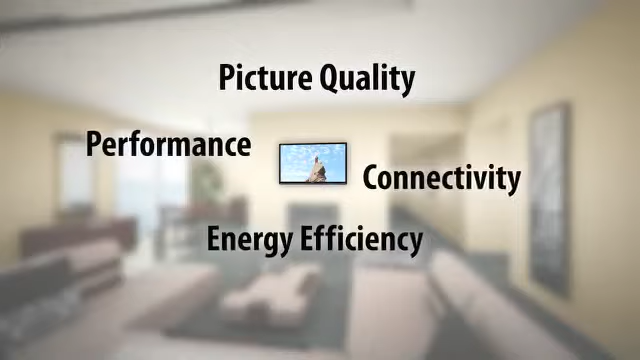 Picture Quality
Performance
Connectivity
Energy Efficiency